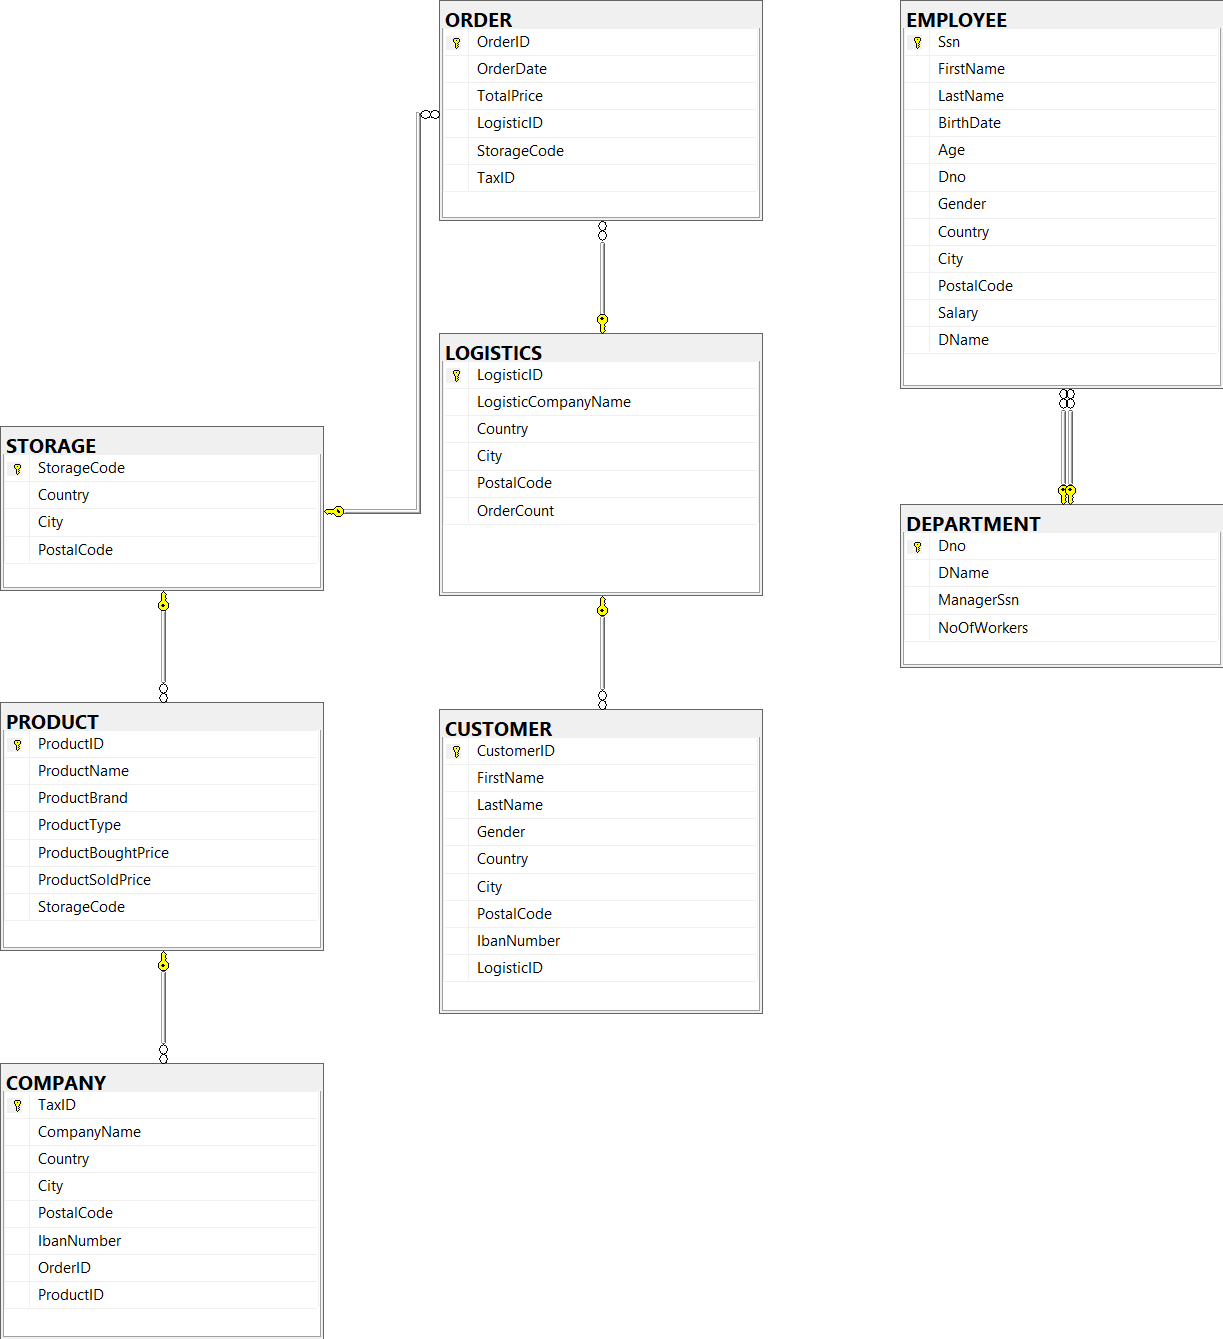 ORDER
OrderID
OrderDate
TotalPrice
LogisticID
StorageCode
TaxID
EMPLOYEE
Ssn
FirstName
LastName
BirthDate
Age
Dno
Gender
Country
City
PostalCode
Salary
DName
LOGISTICS
LogisticID
LogisticCompanyName
Country
City
PostalCode
OrderCount
STORAGE
StorageCode
Country
City
PostalCode
DEPARTMENT
Dno
DName
ManagerSsn
NoOfWorkers
PRODUCT
ProductID
ProductName
ProductBrand
ProductType
ProductBoughtPrice
ProductSoldPrice
StorageCode
CUSTOMER
CustomerID
FirstName
LastName
Gender
Country
City
PostalCode
IbanNumber
LogisticID
COMPANY
TaxID
CompanyName
Country
City
PostalCode
IbanNumber
OrderID
ProductID